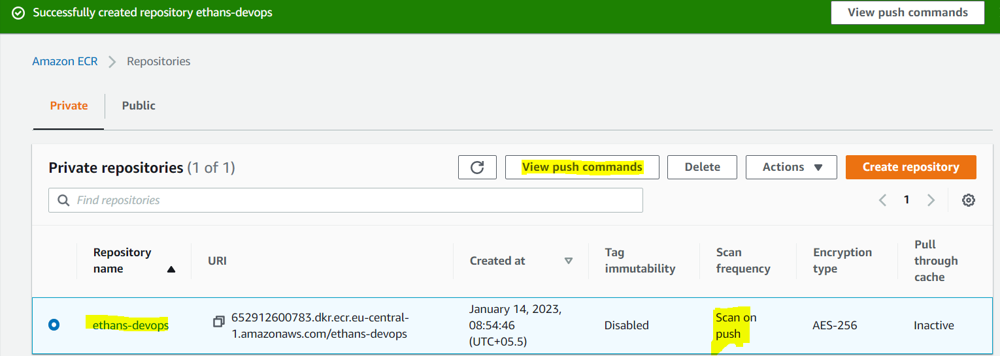 Successfully created repository ethans-devops
View push commands
Amazon ECR
Repositories
Private
Public
Private repositories (1 of 1)
View push commands
Delete
Actions
Create repository
Find repositories
1
Repository
name
URI
Created at
Tag
immutability
Scan
frequency
Encryption
type
Pull
through
cache
ethans-devops
652912600783.dkr.ecr.eu-central-
1.amazonaws.com/ethans-devops
January 14, 2023,
08:54:46
(UTC+05.5)
Disabled
Scan on
push
AES-256
Inactive